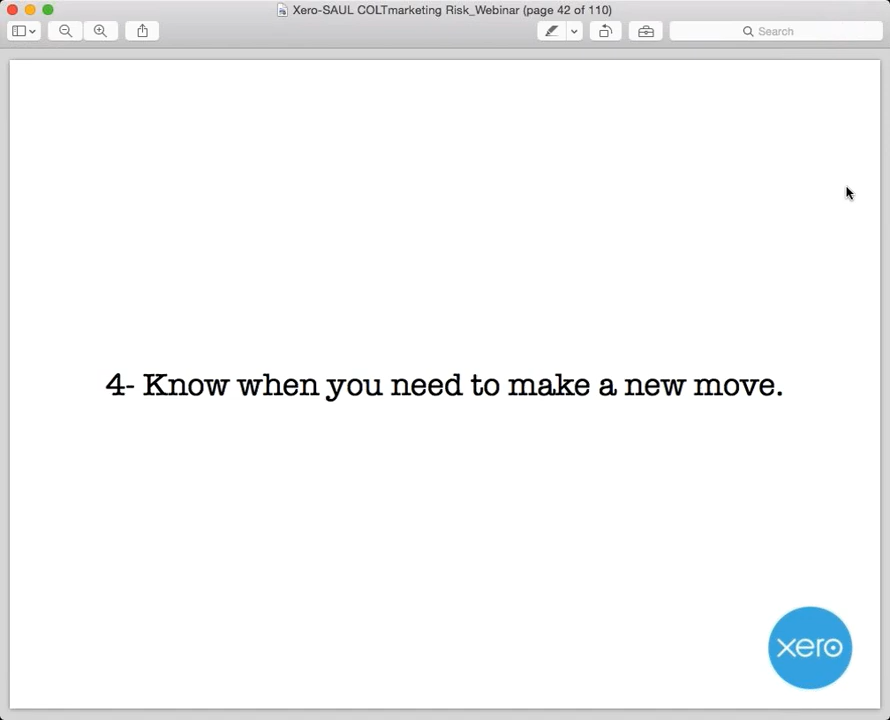 Xero-SAUL COLTmarketing Risk_Webinar (page 42 of 110)
Search
4- Know when you need to make a new move.
xero